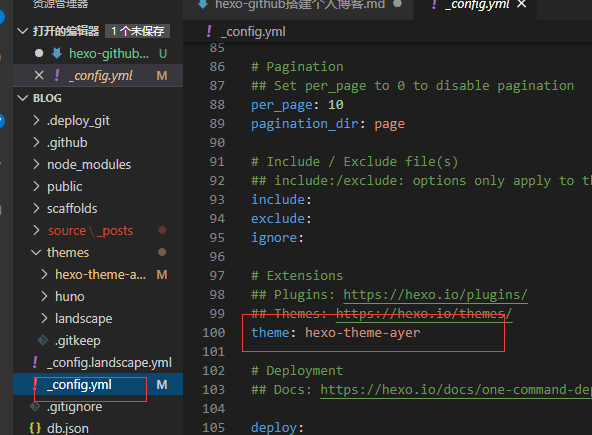 资源管理器
打开的编辑器 1 个未保存
hexo-github... U
_config.yml M
BLOG
.deploy_git
.github
node_modules
public
scaffolds
source \ _posts
themes
hexo-theme-a... M
huno
landscape
.gitkeep
_config.landscape.yml
_config.yml M
.gitignore
db.json
hexo-github搭建个人博客.md
_config.yml
_config.yml
85
86 # Pagination
87 ## Set per_page to 0 to disable pagination
88 per_page: 10
89 pagination_dir: page
90
91 # Include / Exclude file(s)
92 ## include:/exclude: options only apply to th
93 include:
94 exclude:
95 ignore:
96
97 # Extensions
98 ## Plugins: https://hexo.io/plugins/
99 ## Themes: https://hexo.io/themes/
100 theme: hexo-theme-ayer
101
102 # Deployment
103 ## Docs: https://hexo.io/docs/one-command-dep
104
105 deploy: